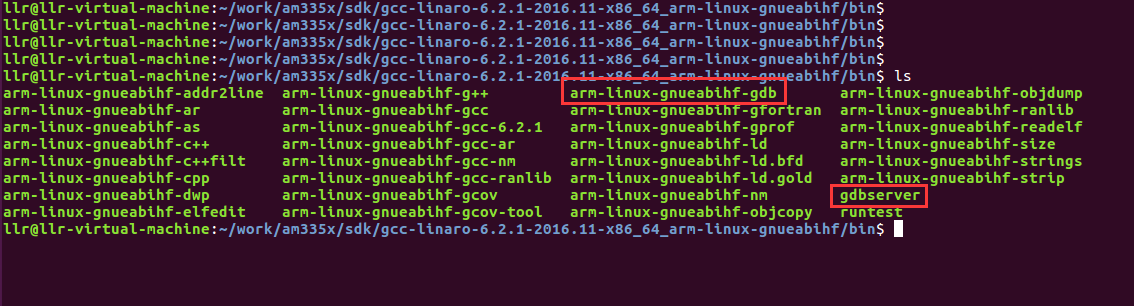 llr@llr-virtual-machine:~/work/am335x/sdk/gcc-linaro-6.2.1-2016.11-x86_64_arm-linux-gnueabihf/bin$
llr@llr-virtual-machine:~/work/am335x/sdk/gcc-linaro-6.2.1-2016.11-x86_64_arm-linux-gnueabihf/bin$
llr@llr-virtual-machine:~/work/am335x/sdk/gcc-linaro-6.2.1-2016.11-x86_64_arm-linux-gnueabihf/bin$
llr@llr-virtual-machine:~/work/am335x/sdk/gcc-linaro-6.2.1-2016.11-x86_64_arm-linux-gnueabihf/bin$
llr@llr-virtual-machine:~/work/am335x/sdk/gcc-linaro-6.2.1-2016.11-x86_64_arm-linux-gnueabihf/bin$ ls
arm-linux-gnueabihf-addr2line arm-linux-gnueabihf-g++ arm-linux-gnueabihf-gdb arm-linux-gnueabihf-objdump
arm-linux-gnueabihf-ar arm-linux-gnueabihf-gcc arm-linux-gnueabihf-gfortran arm-linux-gnueabihf-ranlib
arm-linux-gnueabihf-as arm-linux-gnueabihf-gcc-6.2.1 arm-linux-gnueabihf-gprof arm-linux-gnueabihf-readelf
arm-linux-gnueabihf-c++ arm-linux-gnueabihf-gcc-ar arm-linux-gnueabihf-ld arm-linux-gnueabihf-size
arm-linux-gnueabihf-c++filt arm-linux-gnueabihf-gcc-nm arm-linux-gnueabihf-ld.bfd arm-linux-gnueabihf-strings
arm-linux-gnueabihf-cpp arm-linux-gnueabihf-gcc-ranlib arm-linux-gnueabihf-ld.gold arm-linux-gnueabihf-strip
arm-linux-gnueabihf-dwp arm-linux-gnueabihf-gcov arm-linux-gnueabihf-nm gdbserver
arm-linux-gnueabihf-elfedit arm-linux-gnueabihf-gcov-tool arm-linux-gnueabihf-objcopy runtest
llr@llr-virtual-machine:~/work/am335x/sdk/gcc-linaro-6.2.1-2016.11-x86_64_arm-linux-gnueabihf/bin$